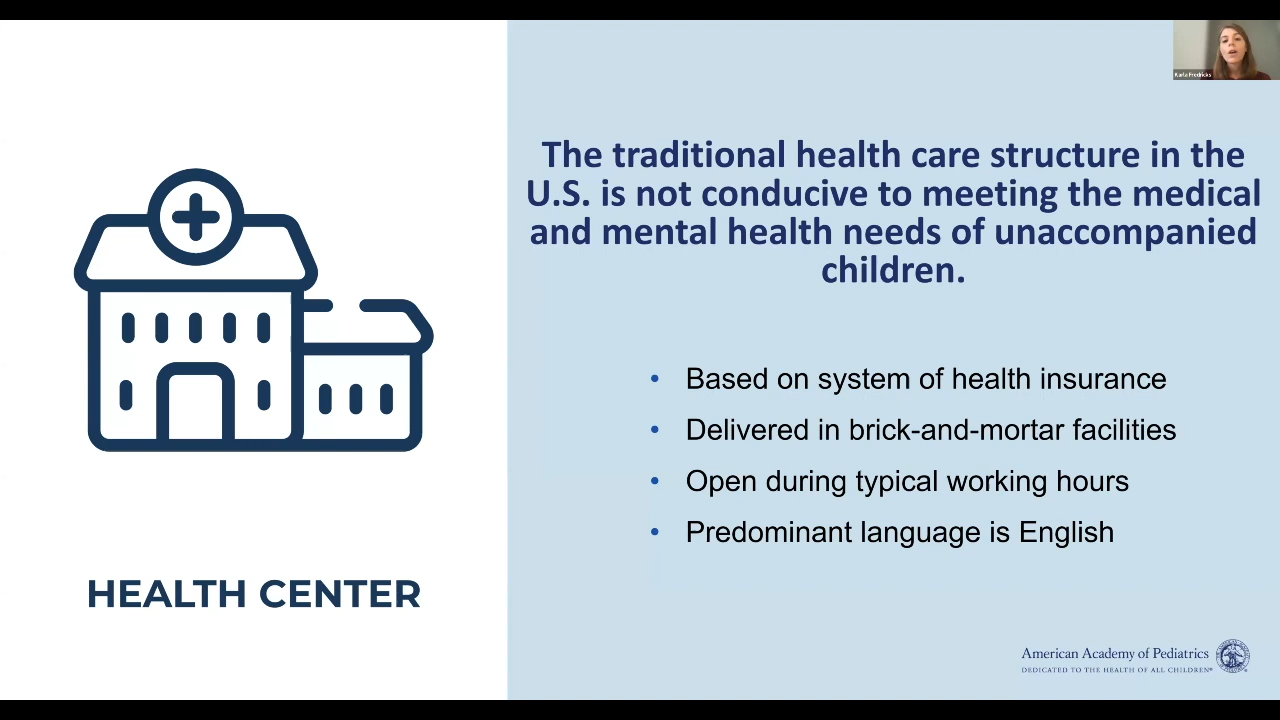 Karla Fredricks
The traditional health care structure in the
U.S. is not conducive to meeting the medical
and mental health needs of unaccompanied
children.
• Based on system of health insurance
• Delivered in brick-and-mortar facilities
• Open during typical working hours
• Predominant language is English
HEALTH CENTER
American Academy of Pediatrics
DEDICATED TO THE HEALTH OF ALL CHILDREN®